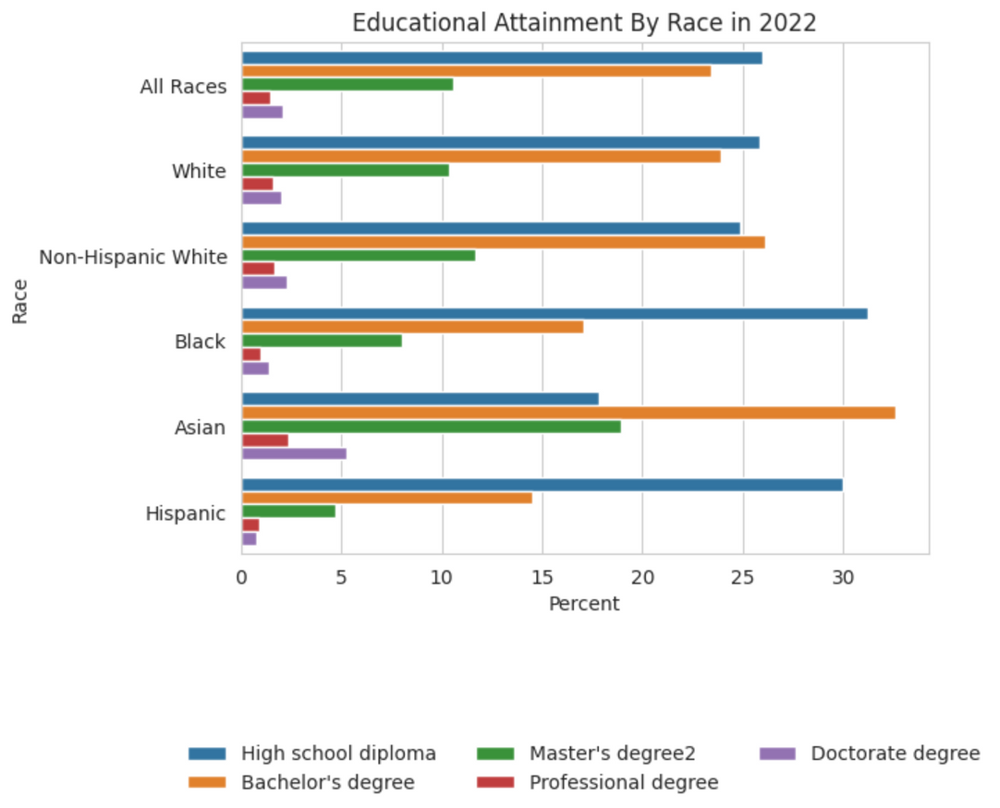 Educational Attainment By Race in 2022
All Races
White
Non-Hispanic White
Black
Asian
Hispanic
Race
0 5 10 15 20 25 30
Percent
High school diploma Master's degree2 Doctorate degree
Bachelor's degree Professional degree